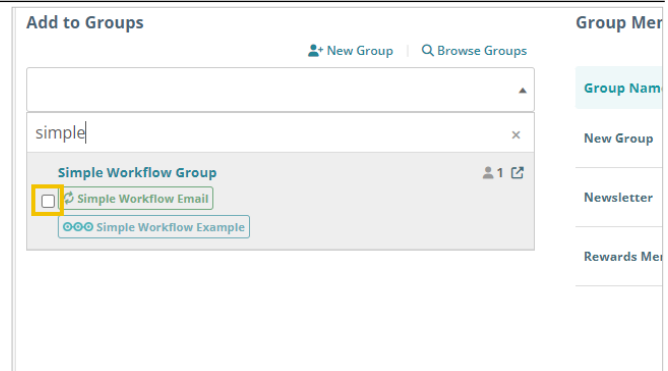 Add to Groups
New Group
Browse Groups
simple
Simple Workflow Group
1
Simple Workflow Email
Simple Workflow Example
Group Mer
Group Nam
New Group
Newsletter
Rewards Mer